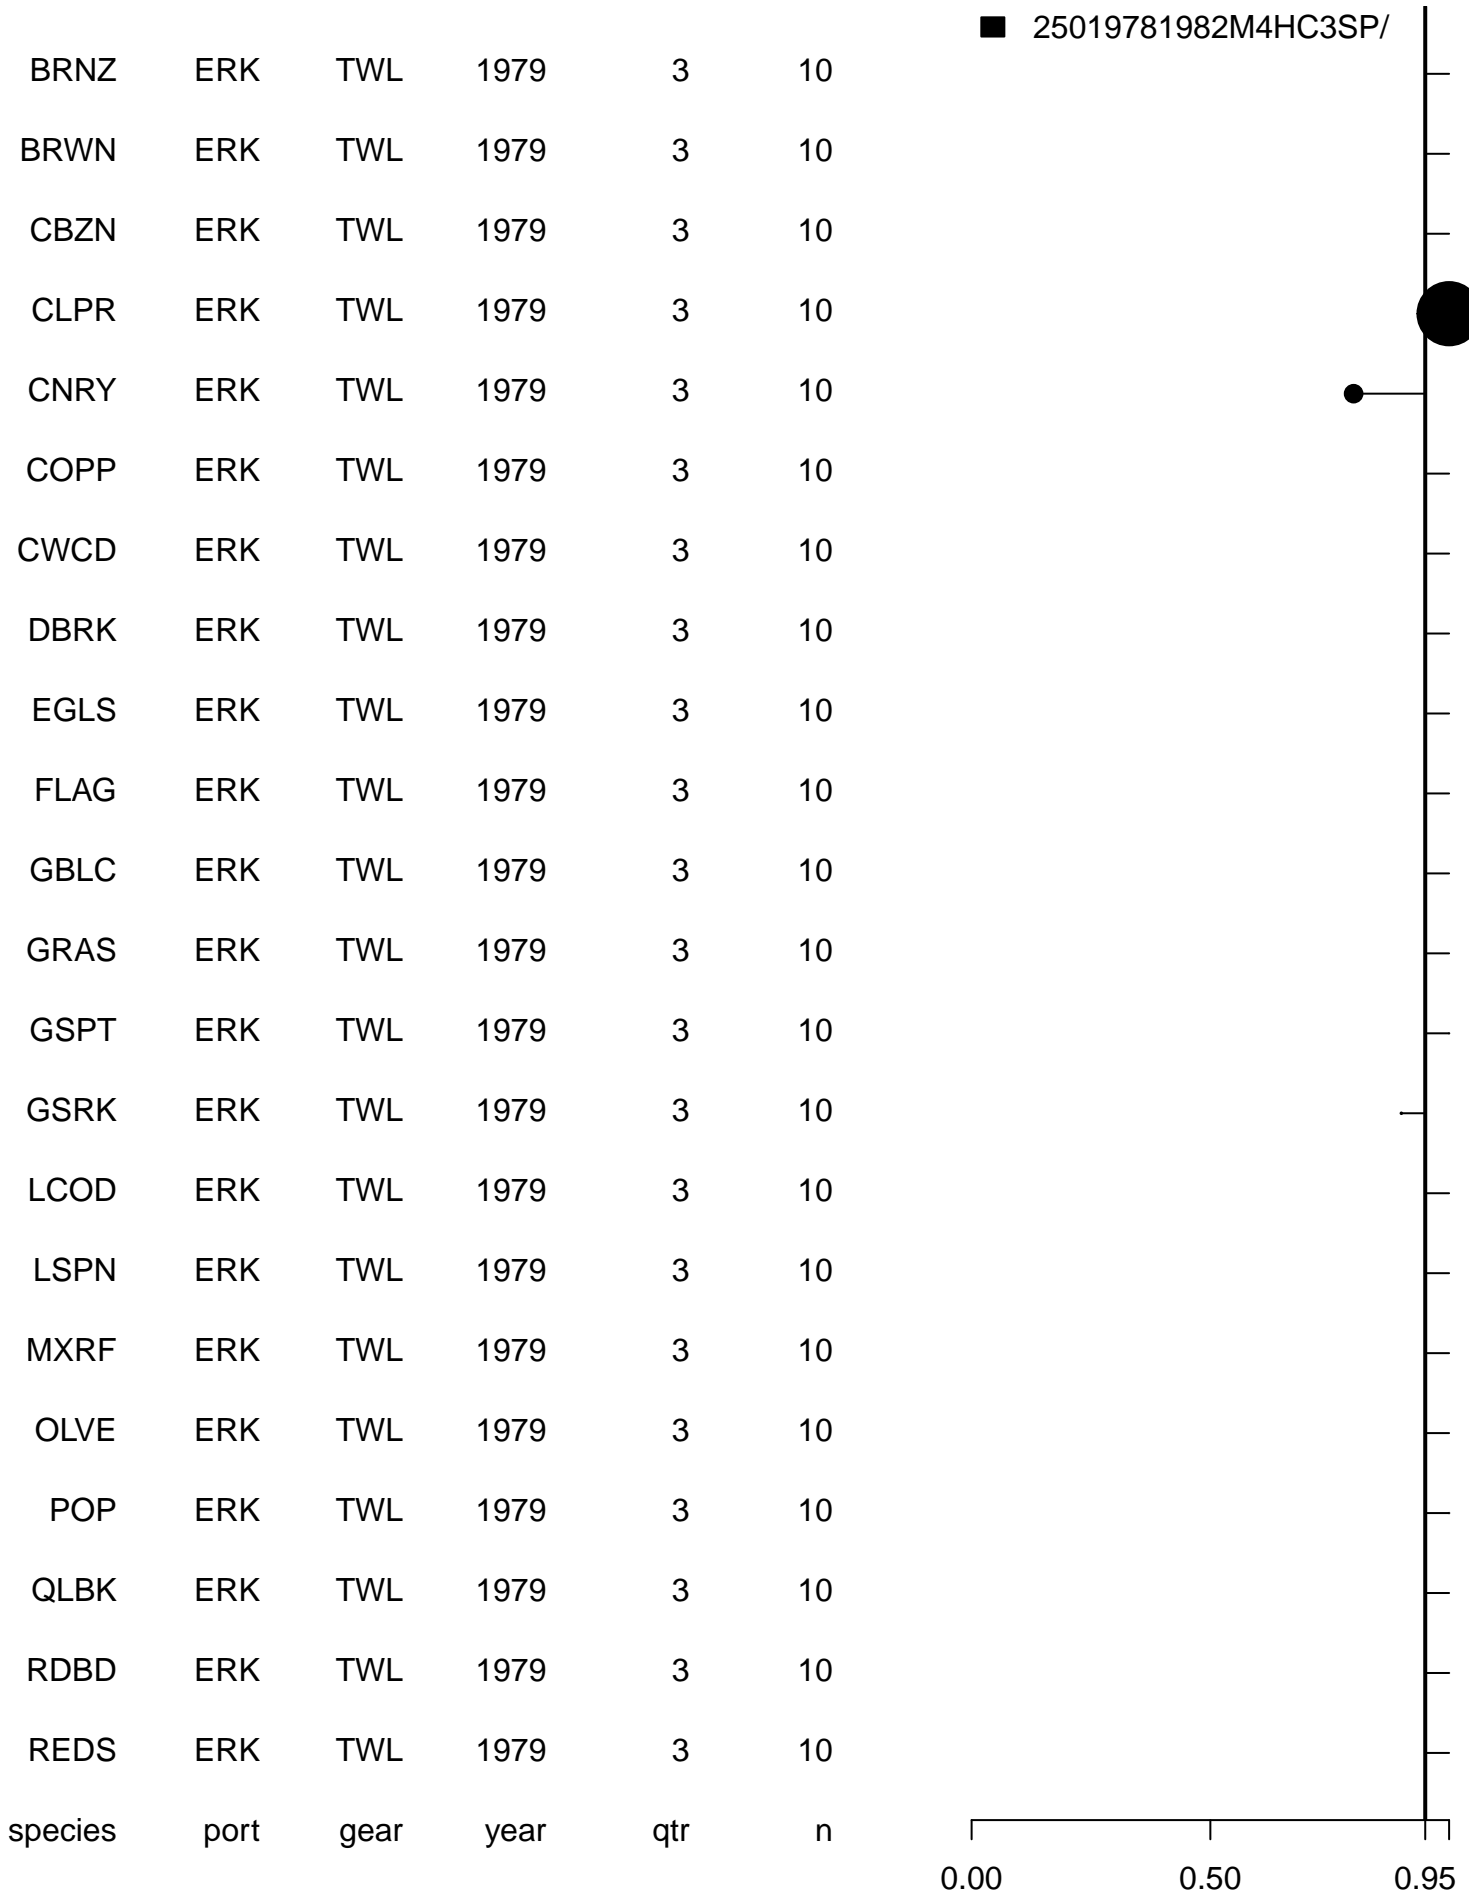 25019781982M4HC3SP/
BRNZ ERK TWL 1979 3 10
BRWN ERK TWL 1979 3 10
CBZN ERK TWL 1979 3 10
CLPR ERK TWL 1979 3 10
CNRY ERK TWL 1979 3 10
COPP ERK TWL 1979 3 10
CWCD ERK TWL 1979 3 10
DBRK ERK TWL 1979 3 10
EGLS ERK TWL 1979 3 10
FLAG ERK TWL 1979 3 10
GBLC ERK TWL 1979 3 10
GRAS ERK TWL 1979 3 10
GSPT ERK TWL 1979 3 10
GSRK ERK TWL 1979 3 10
LCOD ERK TWL 1979 3 10
LSPN ERK TWL 1979 3 10
MXRF ERK TWL 1979 3 10
OLVE ERK TWL 1979 3 10
POP ERK TWL 1979 3 10
QLBK ERK TWL 1979 3 10
RDBD ERK TWL 1979 3 10
REDS ERK TWL 1979 3 10
species port gear year qtr n
0.00 0.50 0.95